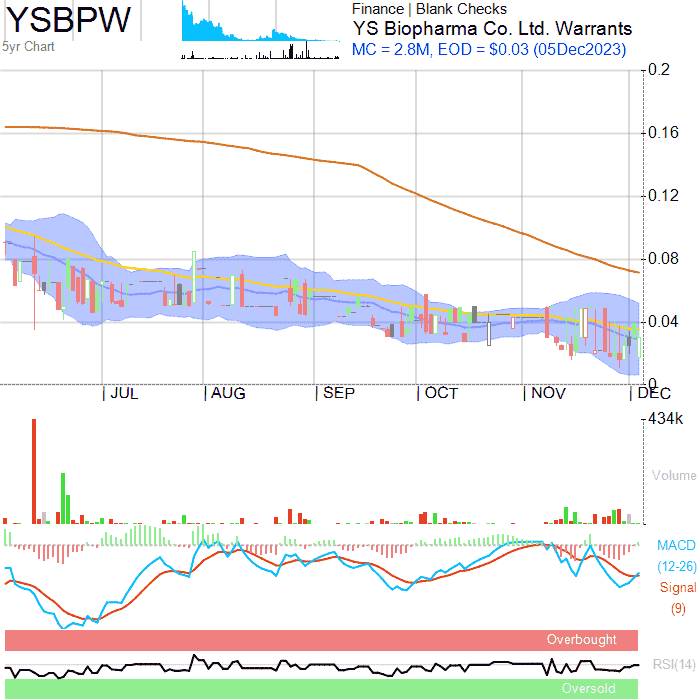 YSBPW
5yr Chart
Finance | Blank Checks
YS Biopharma Co. Ltd. Warrants
MC = 2.8M, EOD = $0.03 (05Dec2023)
0.2
0.16
0.12
0.08
0.04
0
JUL AUG SEP OCT NOV DEC
434k
Volume
MACD
(12-26)
Signal
(9)
Overbought
RSI(14)
Oversold